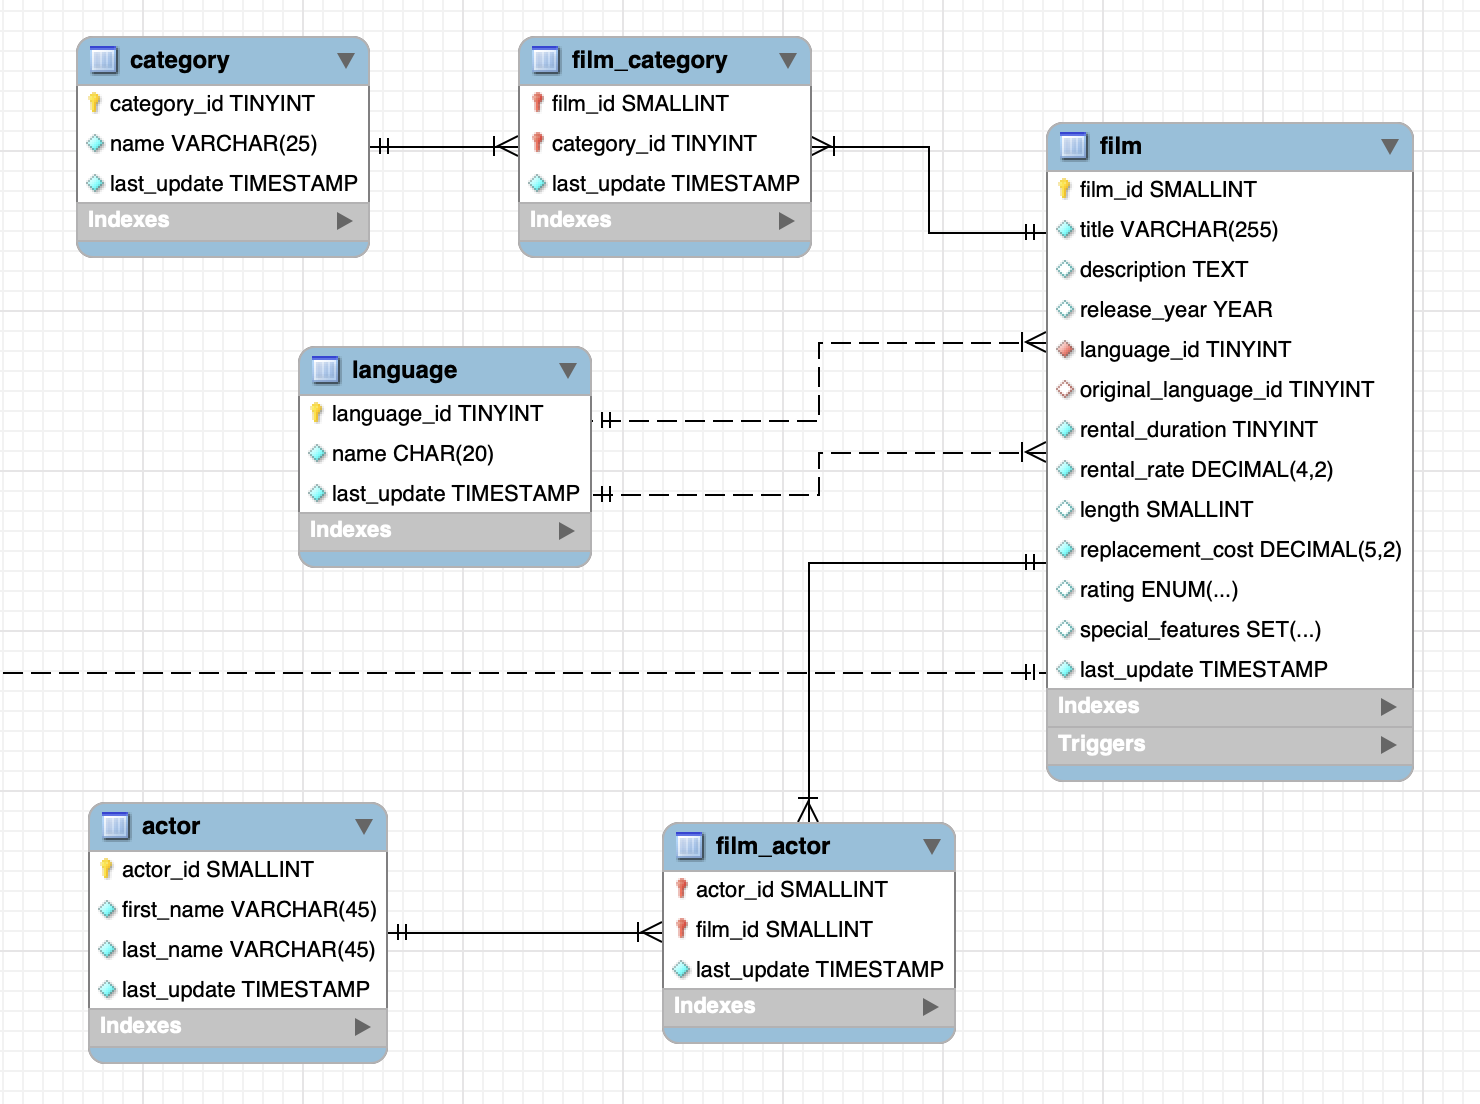 category
category_id TINYINT
name VARCHAR(25)
last_update TIMESTAMP
Indexes
film_category
film_id SMALLINT
category_id TINYINT
last_update TIMESTAMP
Indexes
film
film_id SMALLINT
title VARCHAR(255)
description TEXT
release_year YEAR
language_id TINYINT
original_language_id TINYINT
rental_duration TINYINT
rental_rate DECIMAL(4,2)
length SMALLINT
replacement_cost DECIMAL(5,2)
rating ENUM(...)
special_features SET(...)
last_update TIMESTAMP
Indexes
Triggers
language
language_id TINYINT
name CHAR(20)
last_update TIMESTAMP
Indexes
actor
actor_id SMALLINT
first_name VARCHAR(45)
last_name VARCHAR(45)
last_update TIMESTAMP
Indexes
film_actor
actor_id SMALLINT
film_id SMALLINT
last_update TIMESTAMP
Indexes